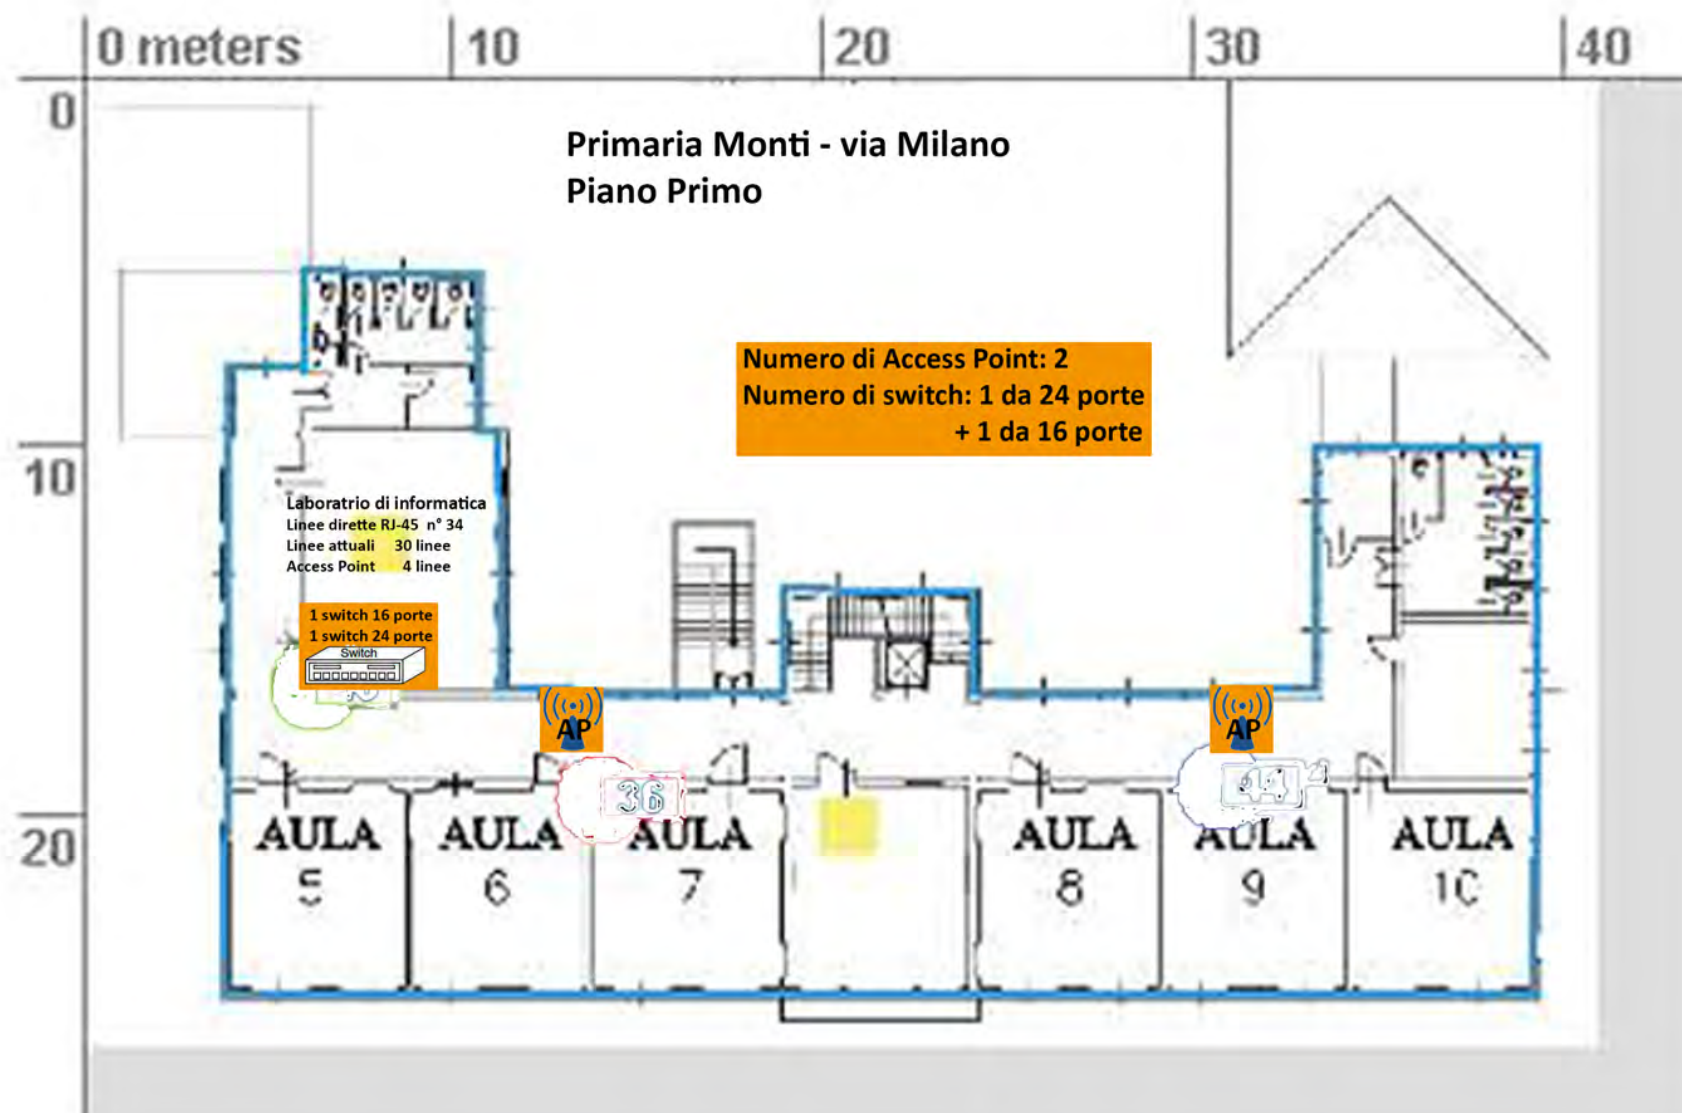 0 meters 10 20 30 40
0
Primaria Monti - via Milano
Piano Primo
Numero di Access Point: 2
Numero di switch: 1 da 24 porte
+ 1 da 16 porte
10
Laboratrio di informatica
Linee dirette RJ-45 n° 34
Linee attuali 30 linee
Access Point 4 linee
1 switch 16 porte
1 switch 24 porte
Switch
AP
AP
36
44
20
AULA
5
AULA
6
AULA
7
AULA
8
AULA
9
AULA
10